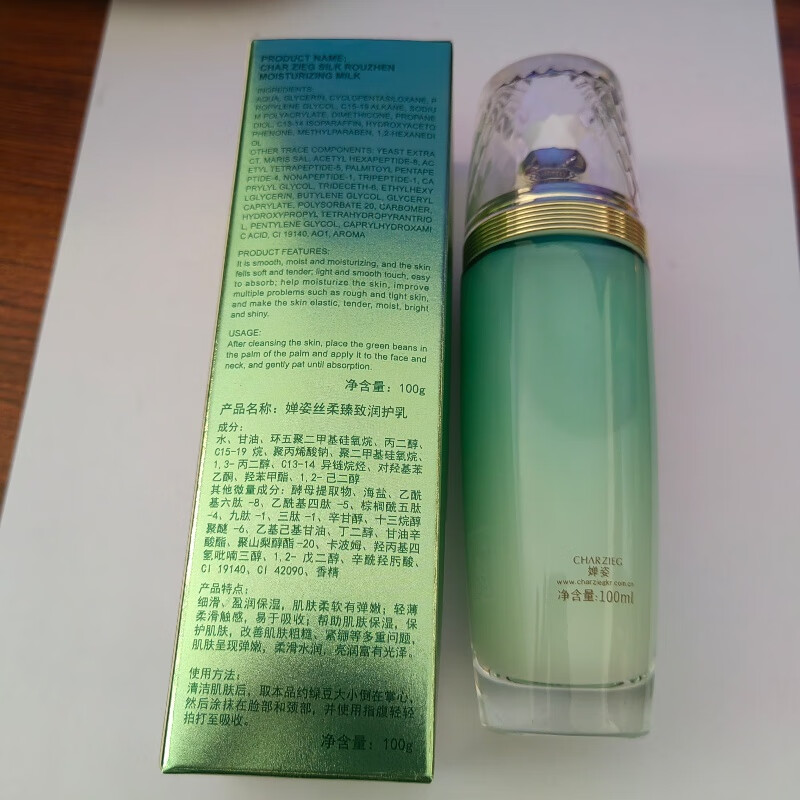 PRODUCT NAME:
CHAR ZIEG SILK ROUZHEN
MOISTURIZING MILK
INGREDIENTS:
AQUA, GLYCERIN, CYCLOPENTASILOXANE, P
ROPYLENE GLYCOL, C15-19 ALKANE, SODIU
M POLYACRYLATE, DIMETHICONE, PROPANE
DIOL, C13-14 ISOPARAFFIN, HYDROXYACETO
PHENONE, METHYLPARABEN, 1,2-HEXANEDI
OL
OTHER TRACE COMPONENTS: YEAST EXTRA
CT, MARIS SAL, ACETYL HEXAPEPTIDE-8, AC
ETYL TETRAPEPTIDE-5, PALMITOYL PENTAPE
PTIDE-4, NONAPEPTIDE-1, TRIPEPTIDE-1, CA
PRYLYL GLYCOL, TRIDECETH-6, ETHYLHEXY
LGLYCERIN, BUTYLENE GLYCOL, GLYCERYL
CAPRYLATE, POLYSORBATE 20, CARBOMER,
HYDROXYPROPYL TETRAHYDROPYRANTRIO
L, PENTYLENE GLYCOL, CAPRYLHYDROXAMI
C ACID, CI 19140, AO1, AROMA
PRODUCT FEATURES:
It is smooth, moist and moisturizing, and the skin
fells soft and tender; light and smooth touch, easy
to absorb; help moisturize the skin, improve
multiple problems such as rough and tight skin,
and make the skin elastic, tender, moist, bright
and shiny.
USAGE:
After cleansing the skin, place the green beans in
the palm of the palm and apply it to the face and
neck, and gently pat until absorption.
净含量：100g
产品名称：婵姿丝柔臻致润护乳
成分：
水、甘油、环五聚二甲基硅氧烷、丙二醇、
C15-19 烷、聚丙烯酸钠、聚二甲基硅氧烷、
1,3-丙二醇、C13-14 异链烷烃、对羟基苯
乙酮、羟苯甲酯、1,2-己二醇
其他微量成分：酵母提取物、海盐、乙酰
基六肽-8、乙酰基四肽-5、棕榈酰五肽
-4、九肽-1、三肽-1、辛甘醇、十三烷醇
聚醚-6、乙基己基甘油、丁二醇、甘油辛
酸酯、聚山梨醇酯-20、卡波姆、羟丙基四
氢吡喃三醇、1,2-戊二醇、辛酰羟肟酸、
CI 19140、CI 42090、香精
产品特点：
细滑、盈润保湿，肌肤柔软有弹嫩；轻薄
柔滑触感，易于吸收；帮助肌肤保湿，保
护肌肤，改善肌肤粗糙、紧绷等多重问题，
肌肤呈现弹嫩，柔滑水润，亮润富有光泽。
使用方法：
清洁肌肤后，取本品约绿豆大小倒在掌心，
然后涂抹在脸部和颈部，并使用指腹轻轻
拍打至吸收。
净含量：100g
CHARZIEG
婵姿
www.charziegkr.com.cn
净含量:100ml